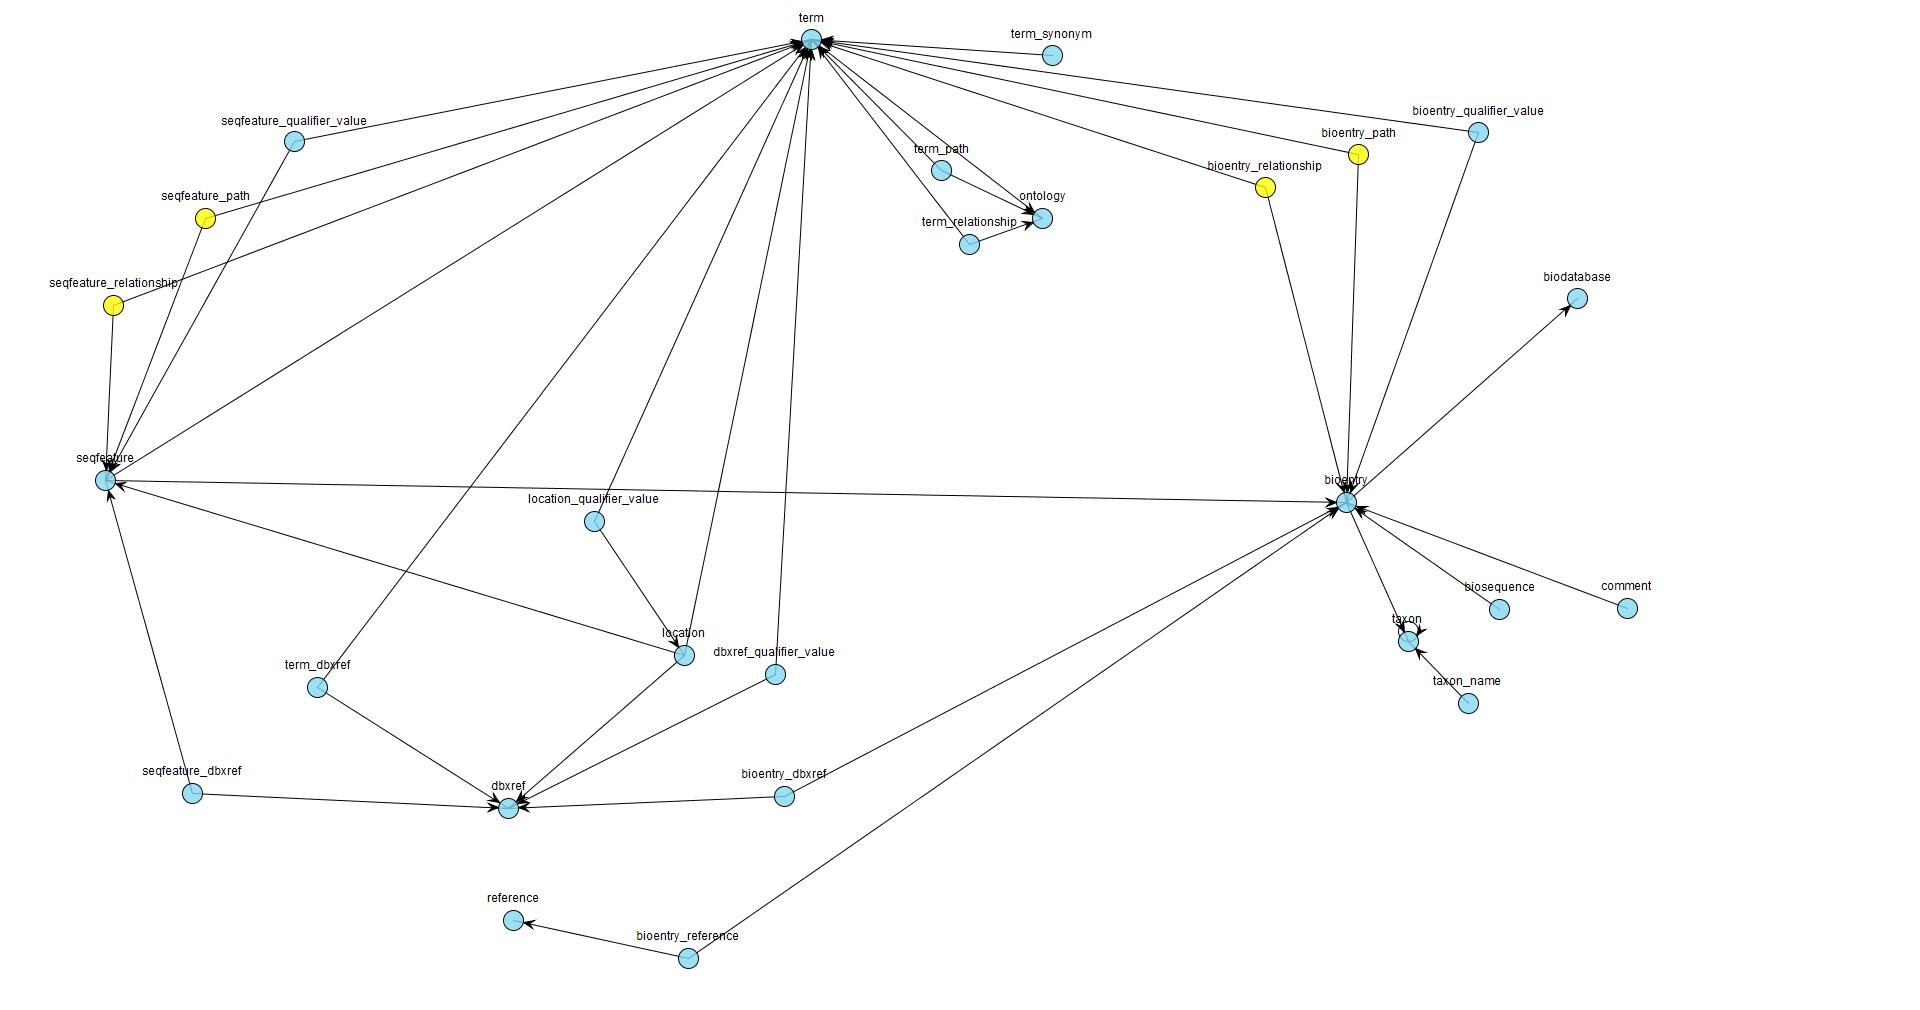 term
term_synonym
bioentry_qualifier_value
seqfeature_qualifier_value
bioentry_path
term_path
bioentry_relationship
seqfeature_path
ontology
term_relationship
biodatabase
seqfeature_relationship
seqfeature
bioentry
location_qualifier_value
comment
biosequence
taxon
location
dbxref_qualifier_value
term_dbxref
taxon_name
seqfeature_dbxref
bioentry_dbxref
dbxref
reference
bioentry_reference